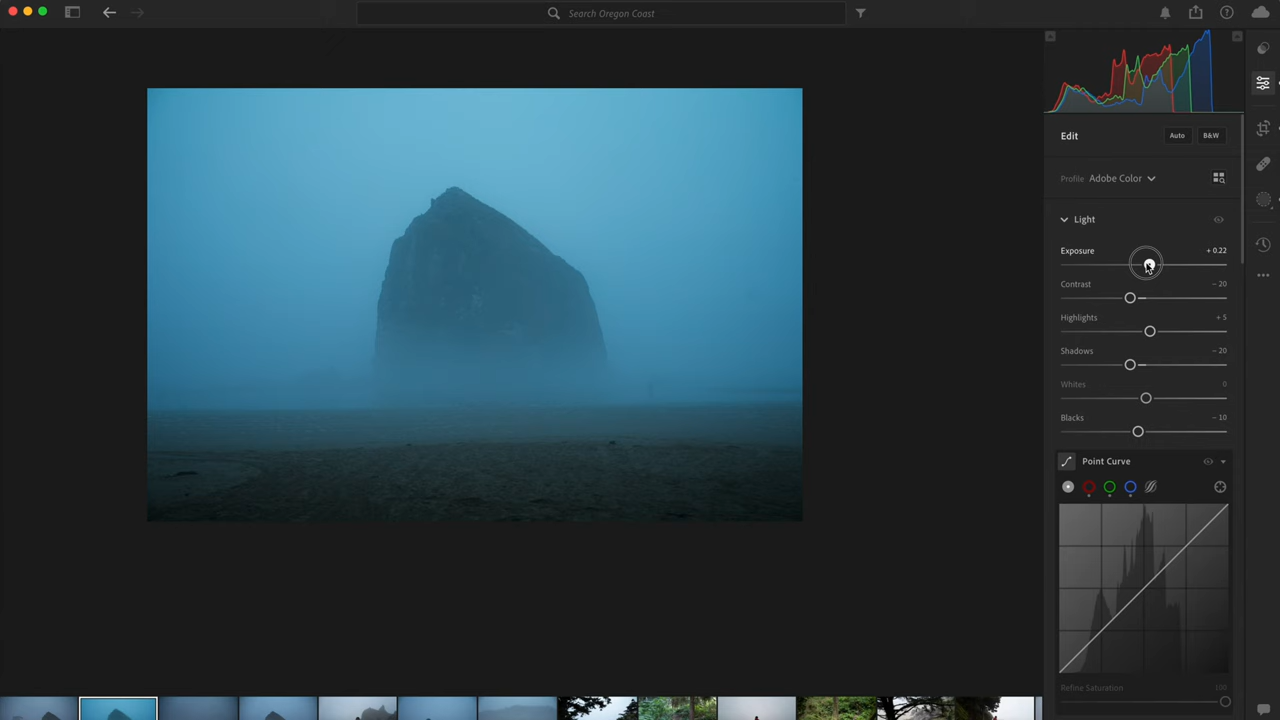 Search Oregon Coast
Edit
Auto
B&W
Profile Adobe Color
Light
Exposure + 0.22
Contrast − 20
Highlights + 5
Shadows − 20
Whites 0
Blacks − 10
Point Curve
Refine Saturation 100